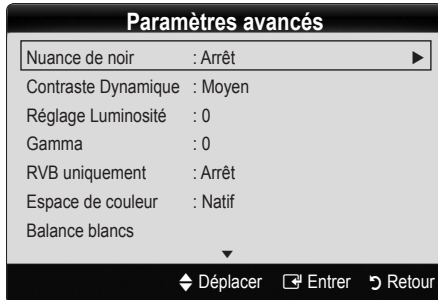 Paramètres avancés
Nuance de noir : Arrêt
Contraste Dynamique : Moyen
Réglage Luminosité : 0
Gamma : 0
RVB uniquement : Arrêt
Espace de couleur : Natif
Balance blancs
Déplacer Entrer Retour